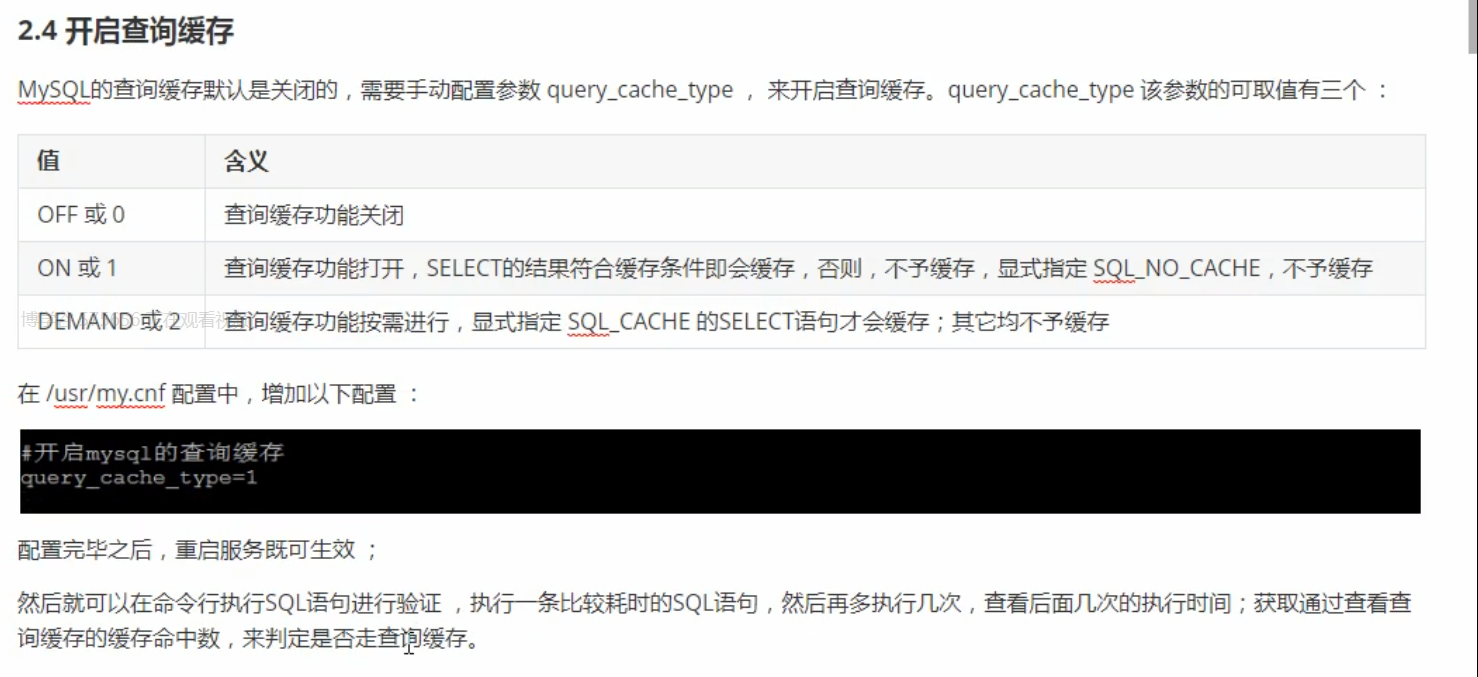 2.4 开启查询缓存
MySQL的查询缓存默认是关闭的，需要手动配置参数 query_cache_type ， 来开启查询缓存。query_cache_type 该参数的可取值有三个 ：
值 含义
OFF 或 0 查询缓存功能关闭
ON 或 1 查询缓存功能打开，SELECT的结果符合缓存条件即会缓存，否则，不予缓存，显式指定 SQL_NO_CACHE，不予缓存
DEMAND 或 2 查询缓存功能按需进行，显式指定 SQL_CACHE 的SELECT语句才会缓存；其它均不予缓存
在 /usr/my.cnf 配置中，增加以下配置 ：
#开启mysql的查询缓存
query_cache_type=1
配置完毕之后，重启服务既可生效 ；
然后就可以在命令行执行SQL语句进行验证 ，执行一条比较耗时的SQL语句，然后再多执行几次，查看后面几次的执行时间；获取通过查看查
询缓存的缓存命中数，来判定是否走查询缓存。